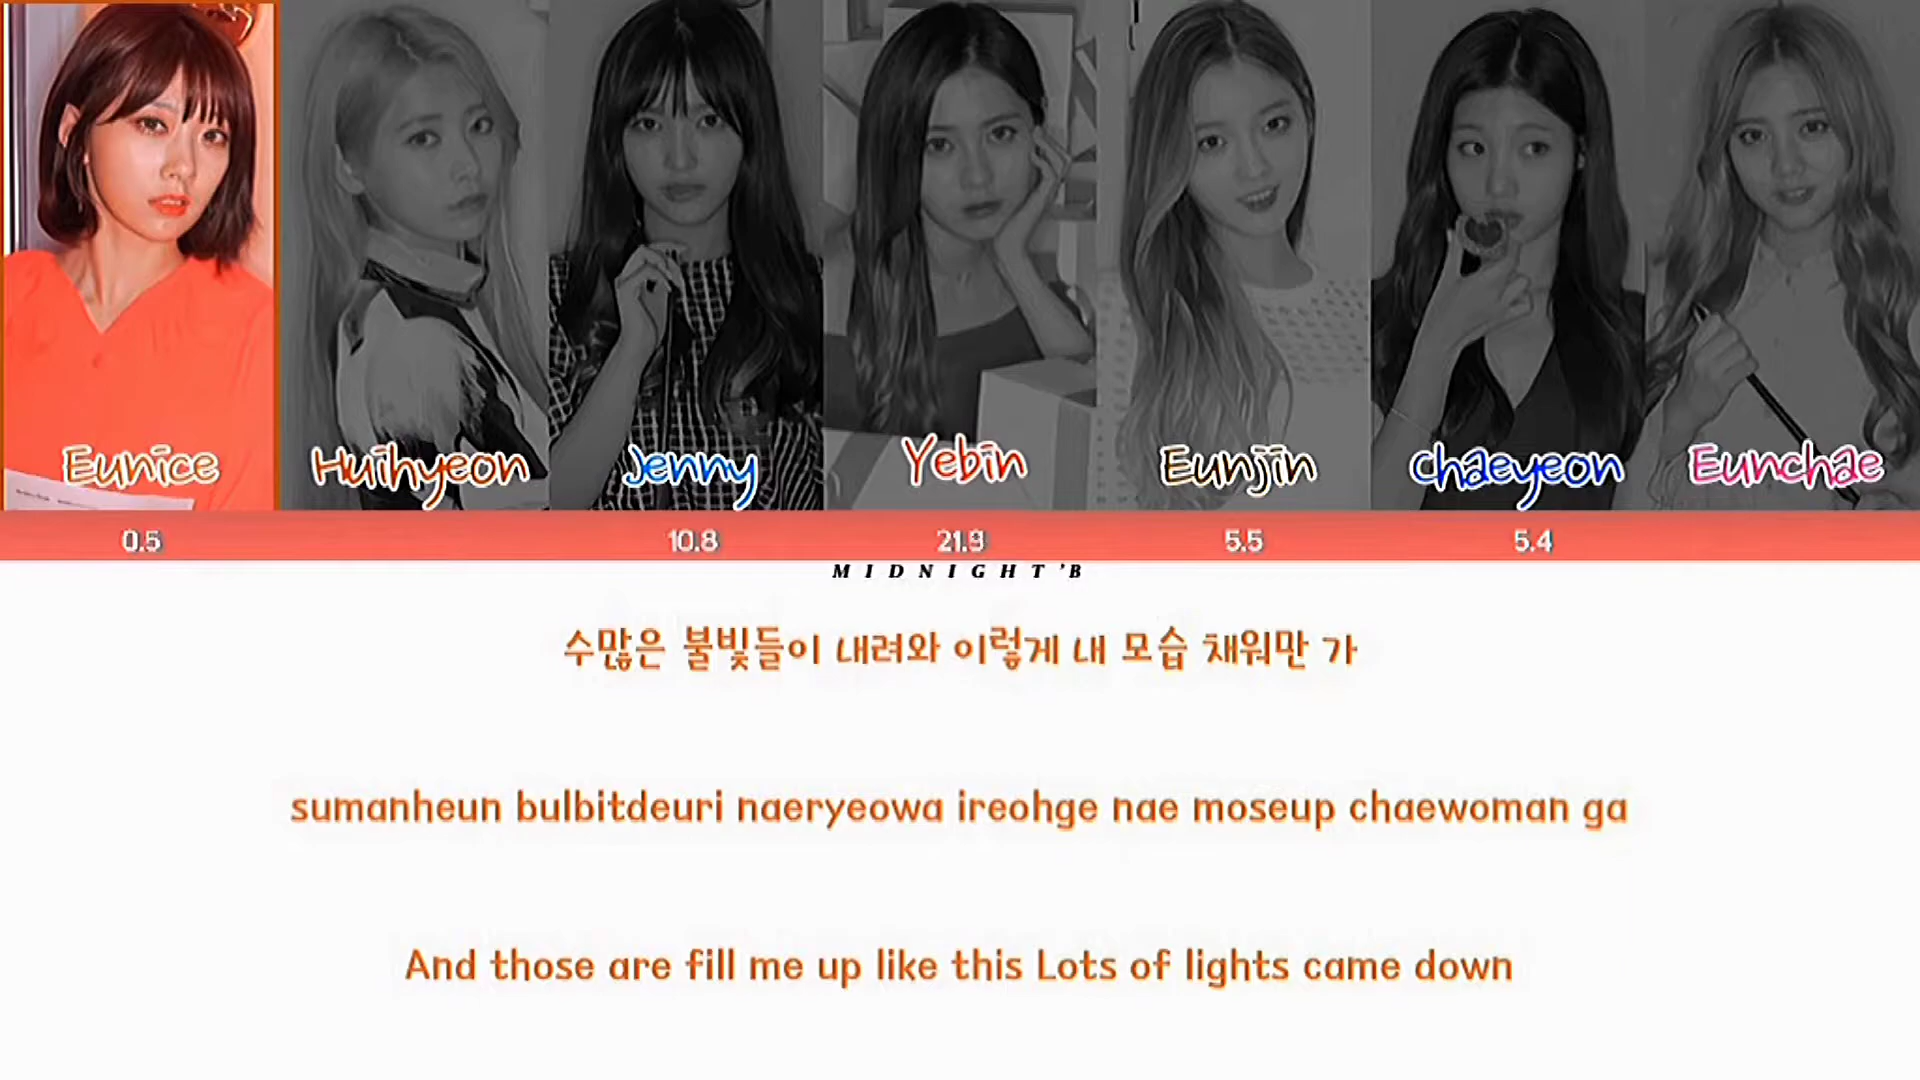 Eunice Huihyeon Jenny Yebin Eunjin chaeyeon Eunchae
0.5 10.8 21.9 5.5 5.4
MIDNIGHT'B
수많은 불빛들이 내려와 이렇게 내 모습 채워만 가
sumanheun bulbitdeuri naeryeowa ireohge nae moseup chaewoman ga
And those are fill me up like this Lots of lights came down